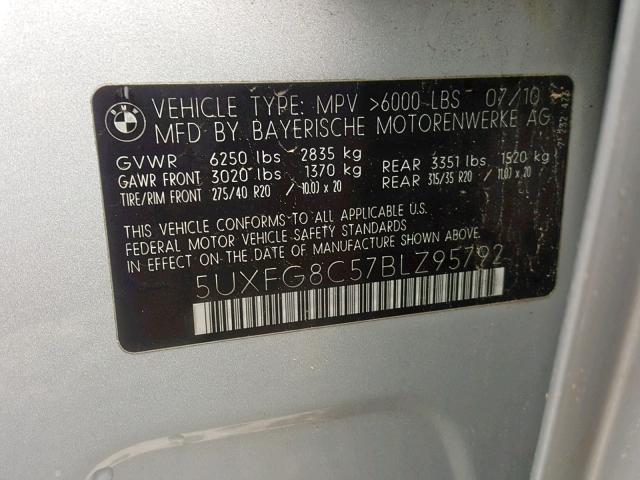 BMW
VEHICLE TYPE: MPV >6000 LBS 07/10
MFD BY BAYERISCHE MOTORENWERKE AG
GVWR 6250 lbs 2835 kg
GAWR FRONT 3020 lbs 1370 kg REAR 3351 lbs 1520 kg
TIRE/RIM FRONT 275/40 R20 / 10.0J x 20 REAR 315/35 R20 / 11.0J x 20
THIS VEHICLE CONFORMS TO ALL APPLICABLE U.S.
FEDERAL MOTOR VEHICLE SAFETY STANDARDS
IN EFFECT ON THE DATE OF MANUFACTURE SHOWN ABOVE.
5UXFG8C57BLZ95792